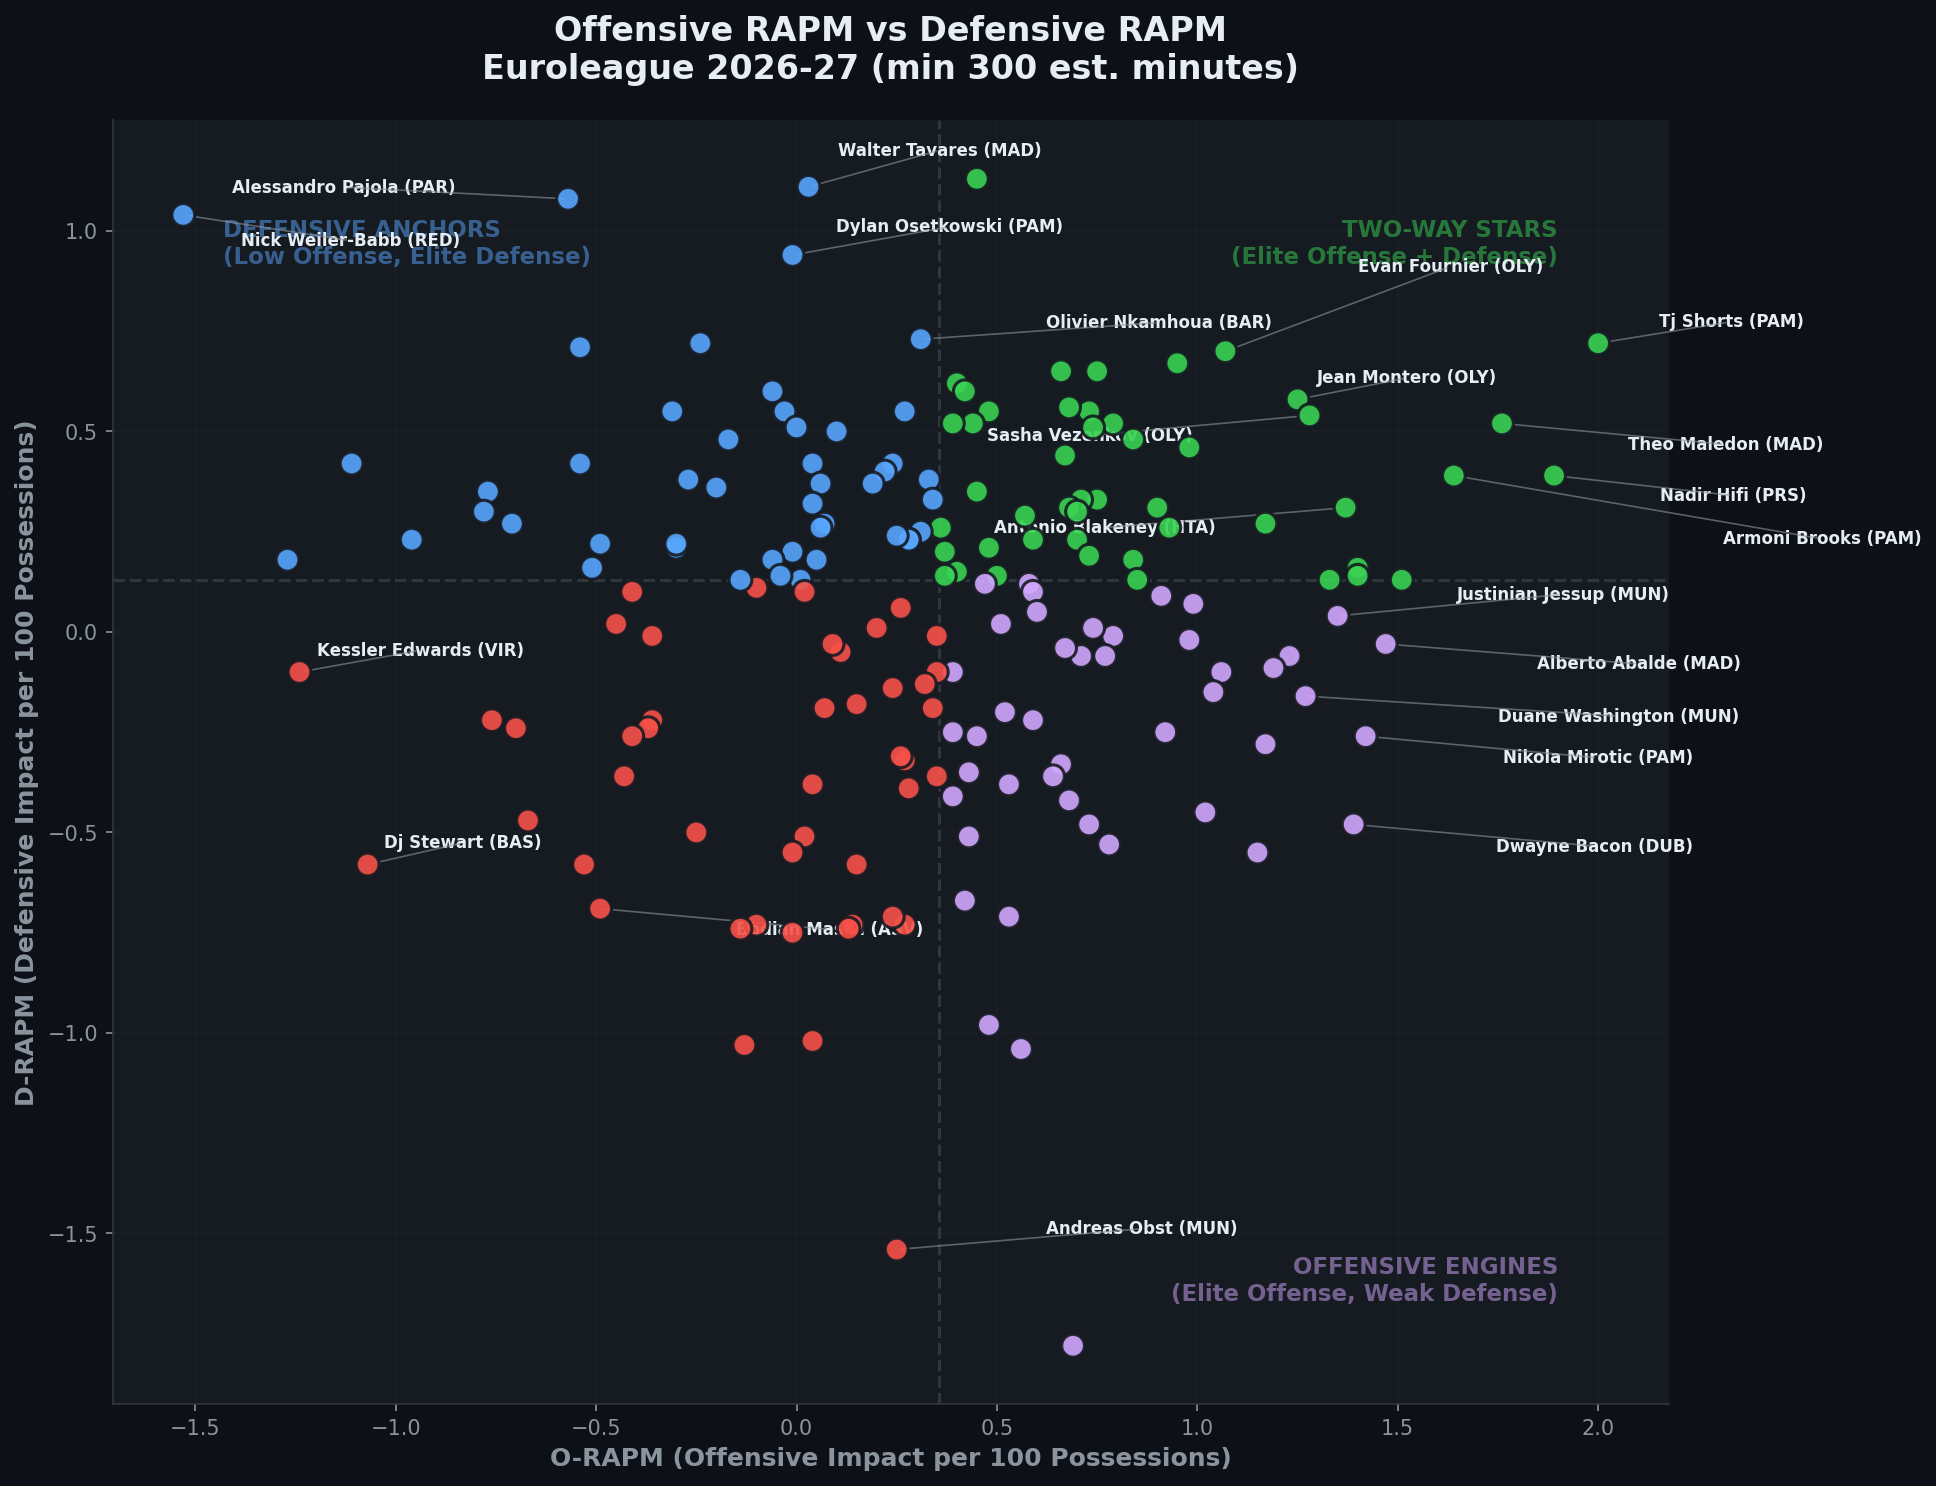 Offensive RAPM vs Defensive RAPM
Euroleague 2026-27 (min 300 est. minutes)
Walter Tavares (MAD)
Alessandro Pajola (PAR)
DEFENSIVE ANCHORS
(Low Offense, Elite Defense)
Nick Weiler-Babb (RED)
Dylan Osetkowski (PAM)
TWO-WAY STARS
(Elite Offense + Defense)
Evan Fournier (OLY)
Olivier Nkamhoua (BAR)
Tj Shorts (PAM)
Jean Montero (OLY)
Sasha Vezenkov (OLY)
Theo Maledon (MAD)
Nadir Hifi (PRS)
Antonio Blakeney
Armoni Brooks (PAM)
Justinian Jessup (MUN)
Kessler Edwards (VIR)
Alberto Abalde (MAD)
Duane Washington (MUN)
Nikola Mirotic (PAM)
Dj Stewart (BAS)
Dwayne Bacon (DUB)
Andreas Obst (MUN)
OFFENSIVE ENGINES
(Elite Offense, Weak Defense)
D-RAPM (Defensive Impact per 100 Possessions)
1.0
0.5
0.0
−0.5
−1.0
−1.5
−1.5
−1.0
−0.5
0.0
0.5
1.0
1.5
2.0
O-RAPM (Offensive Impact per 100 Possessions)